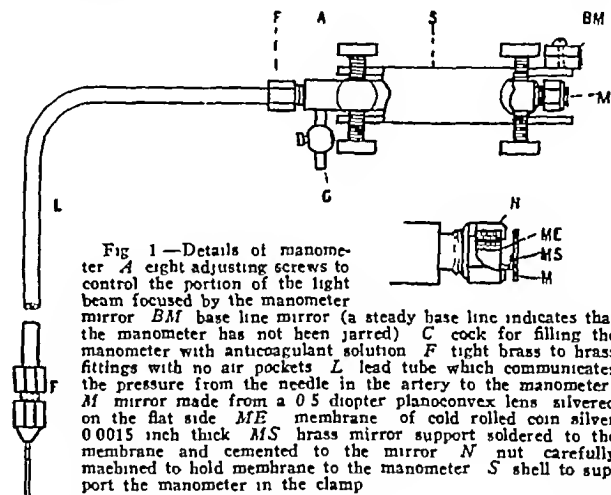 F A S BM
M
L
C
N
ME
MS
M
F
Fig 1 —Details of manome-
ter A eight adjusting screws to
control the portion of the light
beam focused by the manometer
mirror BM base line mirror (a steady base line indicates tha
the manometer has not been jarred) C cock for filling the
manometer with anticoagulant solution F tight brass to brass
fittings with no air pockets L lead tube which communicates
the pressure from the needle in the artery to the manometer
M mirror made from a 0 5 diopter planoconvex lens silvered
on the flat side ME membrane of cold rolled coin silver
0 0015 inch thick MS brass mirror support soldered to the
membrane and cemented to the mirror N nut carefully
machined to hold membrane to the manometer S shell to sup
port the manometer in the clamp